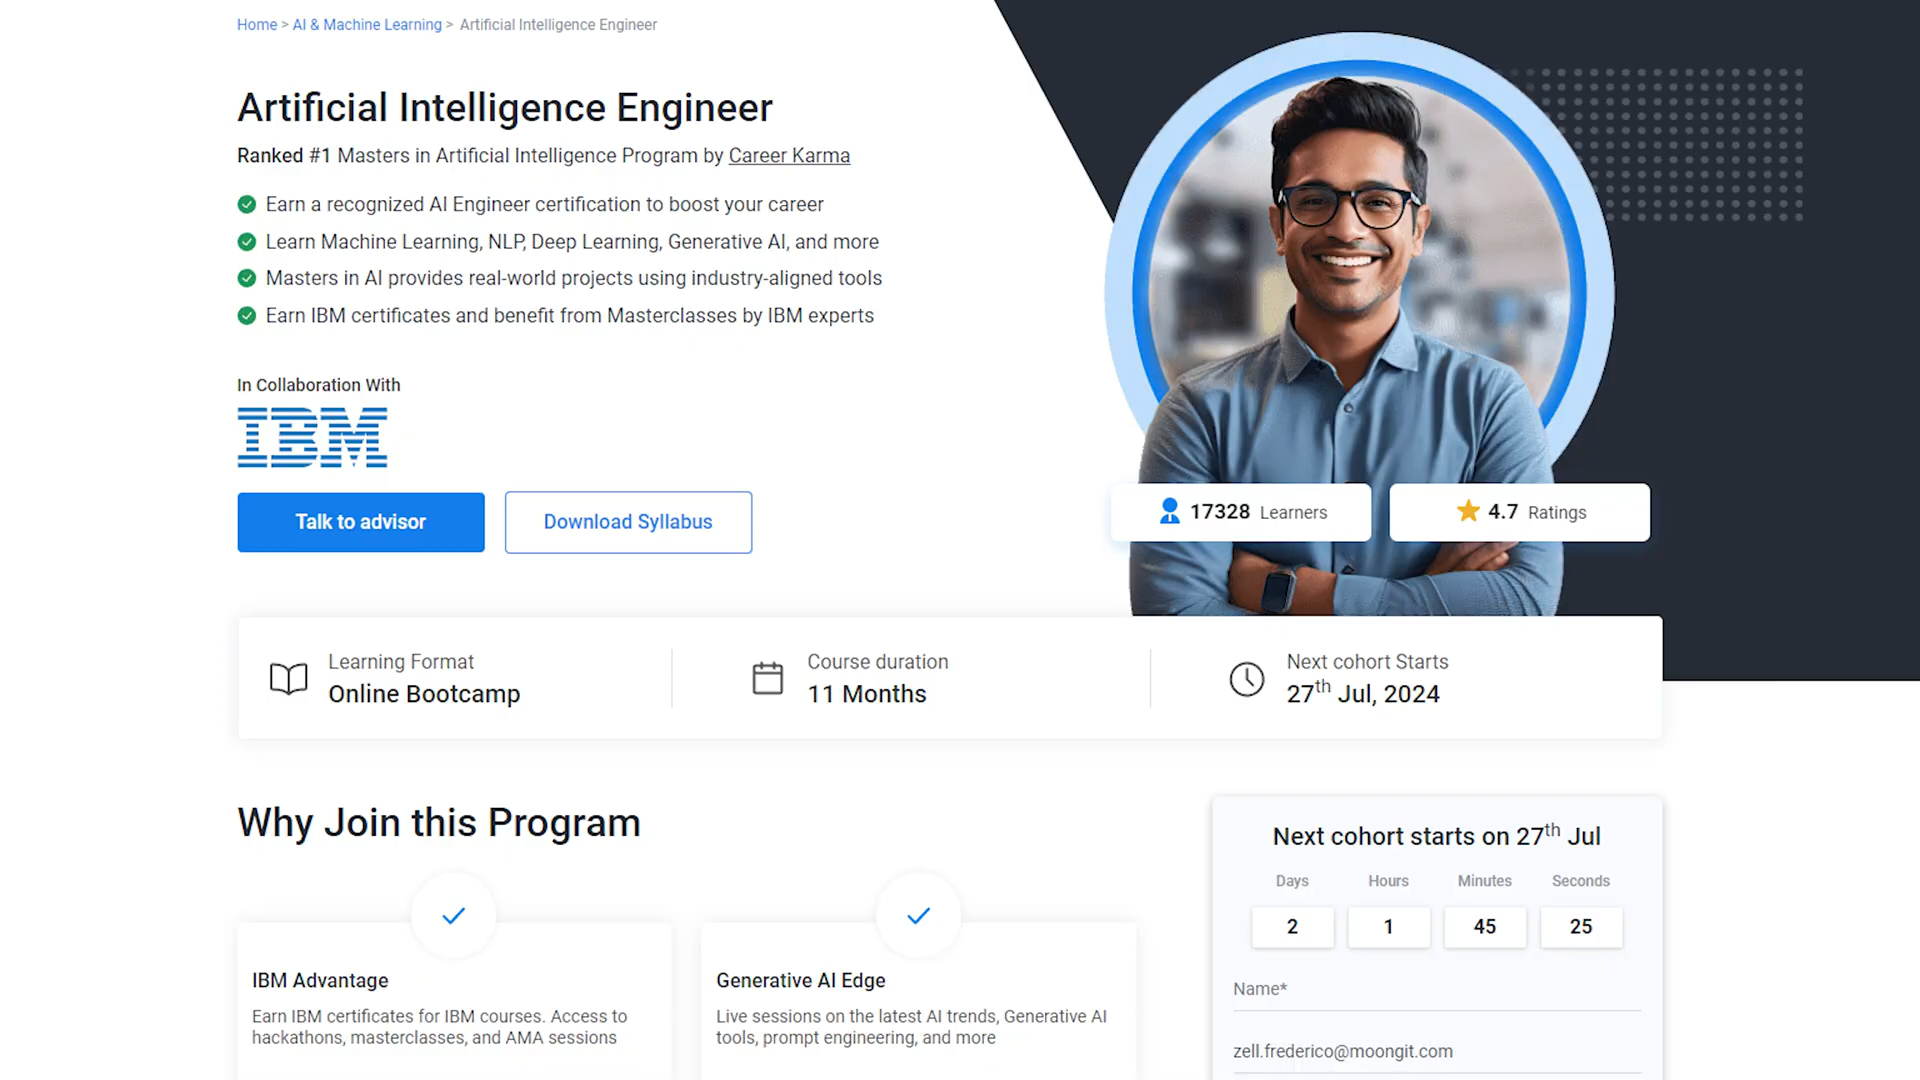 Home > AI & Machine Learning > Artificial Intelligence Engineer
Artificial Intelligence Engineer
Ranked #1 Masters in Artificial Intelligence Program by Career Karma
Earn a recognized AI Engineer certification to boost your career
Learn Machine Learning, NLP, Deep Learning, Generative AI, and more
Masters in AI provides real-world projects using industry-aligned tools
Earn IBM certificates and benefit from Masterclasses by IBM experts
In Collaboration With
IBM
Talk to advisor
Download Syllabus
17328 Learners
4.7 Ratings
Learning Format
Online Bootcamp
Course duration
11 Months
Next cohort Starts
27th Jul, 2024
Why Join this Program
IBM Advantage
Earn IBM certificates for IBM courses. Access to
hackathons, masterclasses, and AMA sessions
Generative AI Edge
Live sessions on the latest AI trends, Generative AI
tools, prompt engineering, and more
Next cohort starts on 27th Jul
Days Hours Minutes Seconds
2 1 45 25
Name*
zell.frederico@moongit.com